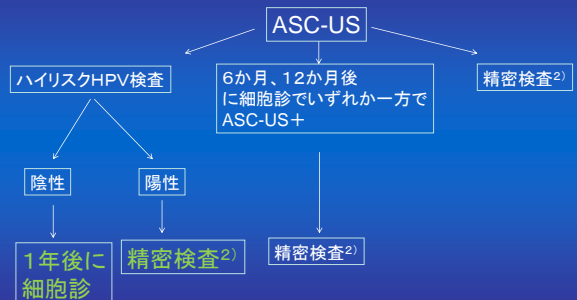 ASC-US
ハイリスクHPV検査
6か月、12か月後
に細胞診でいずれか一方で
ASC-US＋
精密検査2)
陰性
陽性
1年後に
細胞診
精密検査2)
精密検査2)